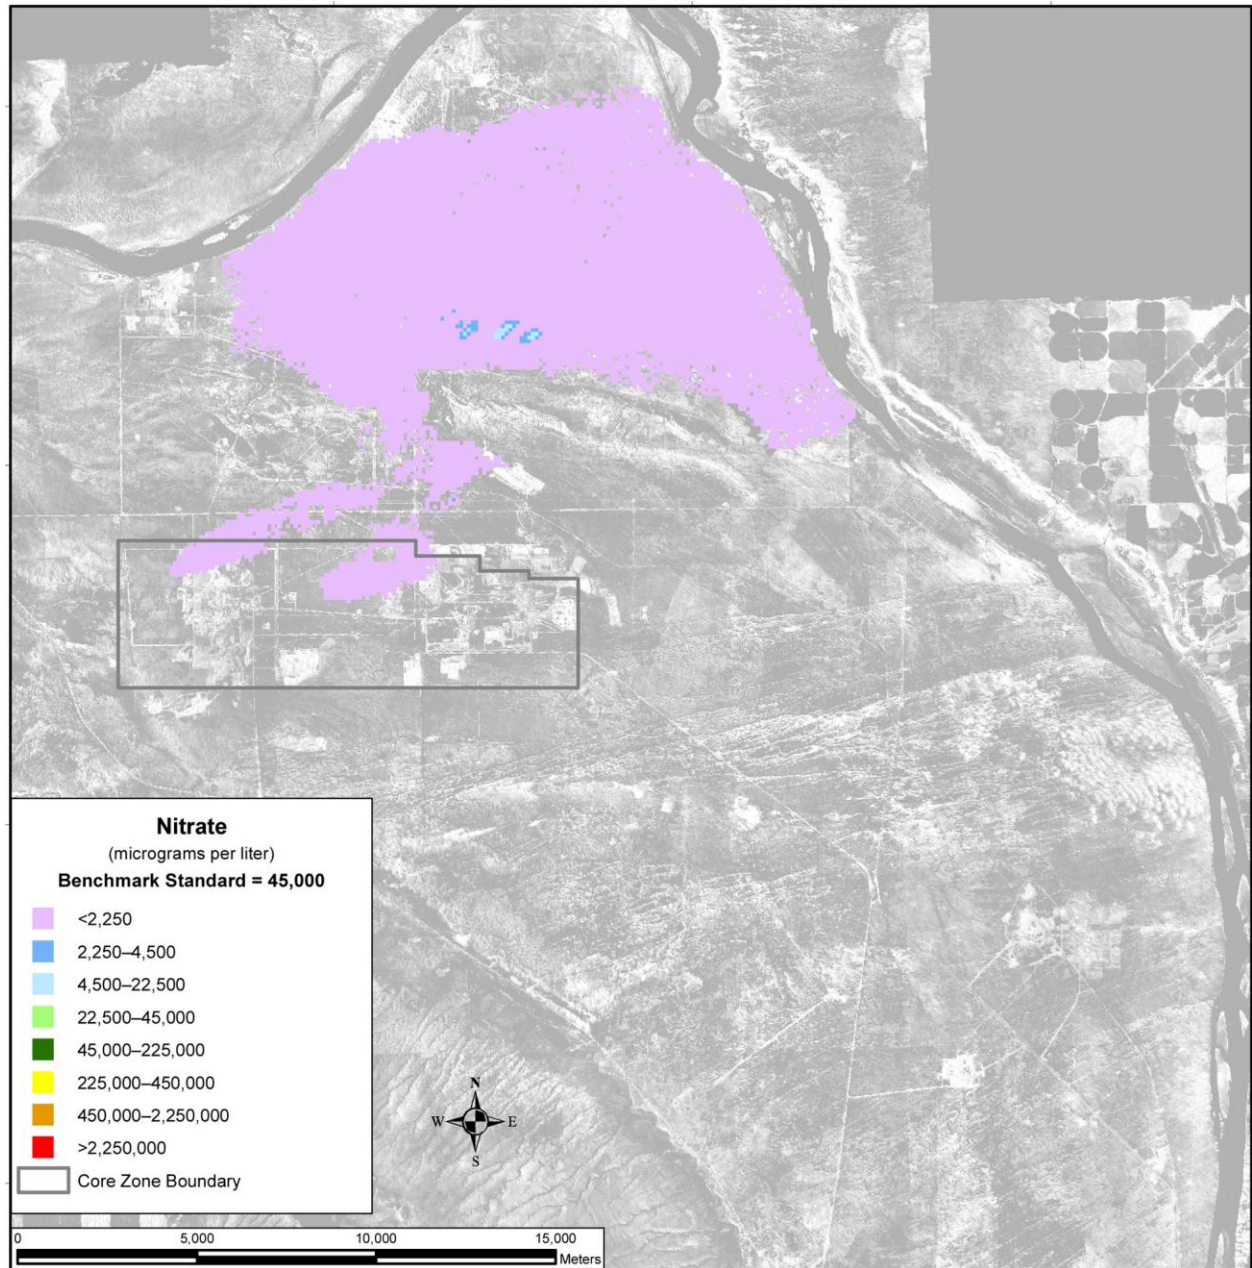 Nitrate
(micrograms per liter)
Benchmark Standard = 45,000
<2,250
2,250–4,500
4,500–22,500
22,500–45,000
45,000–225,000
225,000–450,000
450,000–2,250,000
>2,250,000
Core Zone Boundary
N
W E
S
0 5,000 10,000 15,000
Meters